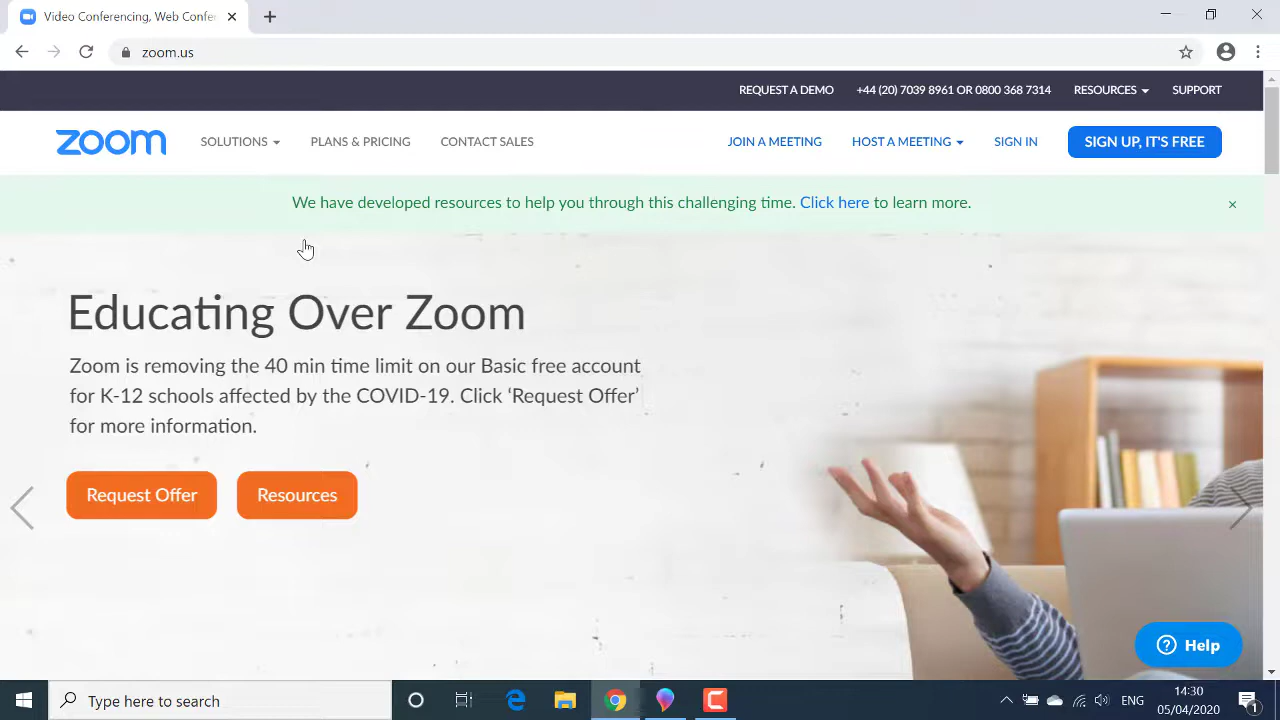 Video Conferencing, Web Confer
zoom.us
REQUEST A DEMO +44 (20) 7039 8961 OR 0800 368 7314 RESOURCES SUPPORT
zoom SOLUTIONS PLANS & PRICING CONTACT SALES JOIN A MEETING HOST A MEETING SIGN IN SIGN UP, IT'S FREE
We have developed resources to help you through this challenging time. Click here to learn more. ×
Educating Over Zoom
Zoom is removing the 40 min time limit on our Basic free account
for K-12 schools affected by the COVID-19. Click ‘Request Offer’
for more information.
Request Offer Resources
Help
Type here to search
ENG
14:30
05/04/2020
1